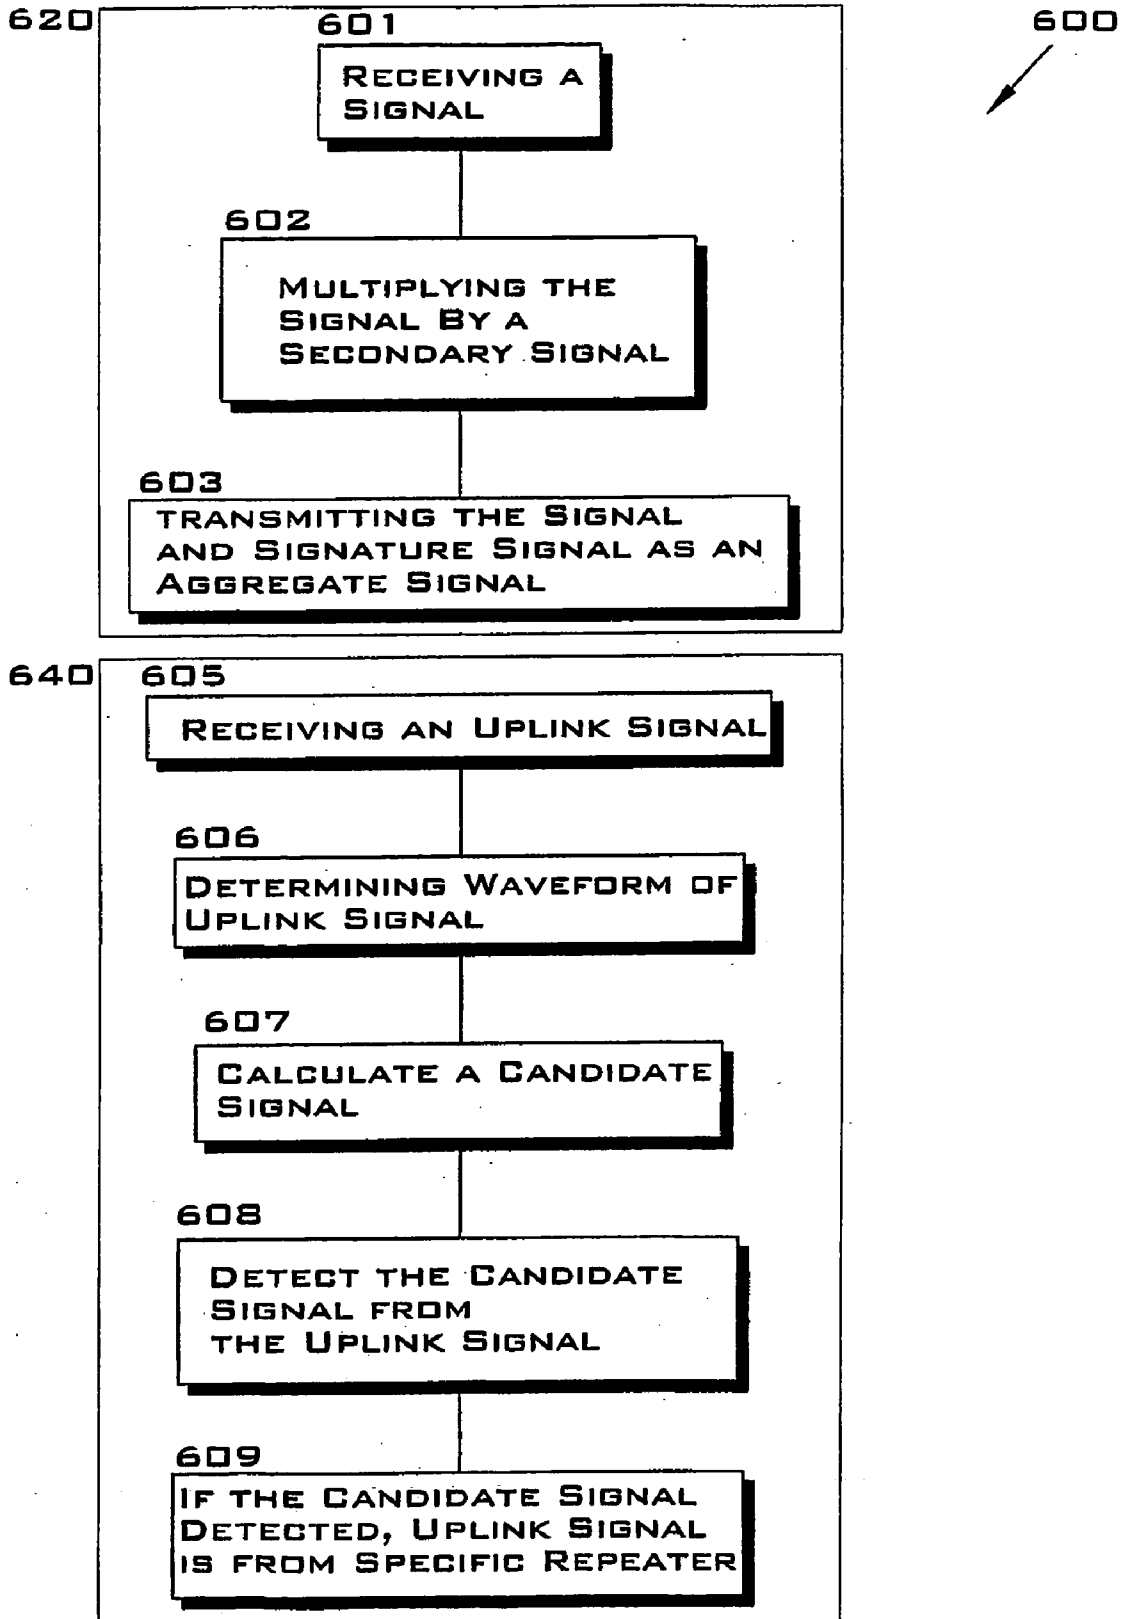 620
601
600
RECEIVING A
SIGNAL
602
MULTIPLYING THE
SIGNAL BY A
SECONDARY SIGNAL
603
TRANSMITTING THE SIGNAL
AND SIGNATURE SIGNAL AS AN
AGGREGATE SIGNAL
640
605
RECEIVING AN UPLINK SIGNAL
606
DETERMINING WAVEFORM OF
UPLINK SIGNAL
607
CALCULATE A CANDIDATE
SIGNAL
608
DETECT THE CANDIDATE
SIGNAL FROM
THE UPLINK SIGNAL
609
IF THE CANDIDATE SIGNAL
DETECTED, UPLINK SIGNAL
IS FROM SPECIFIC REPEATER